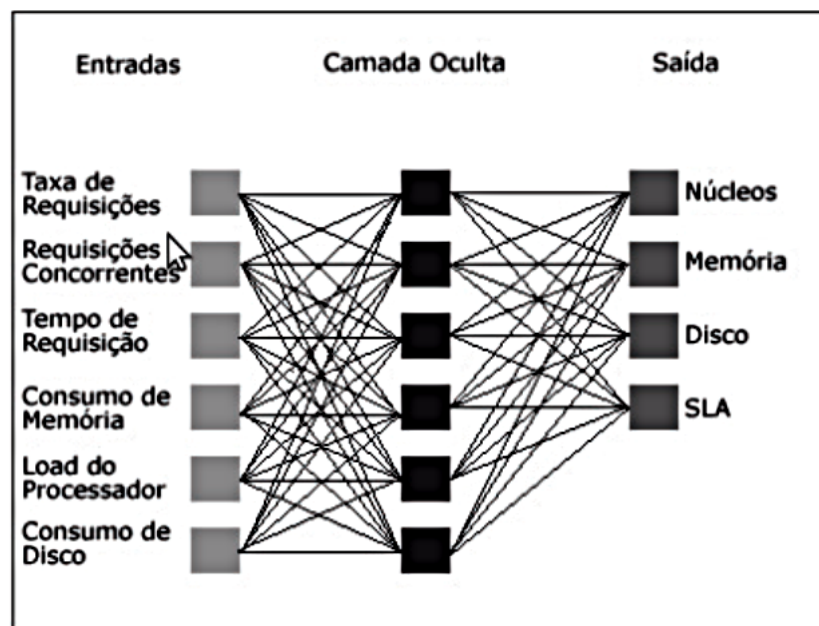 Entradas
Camada Oculta
Saída
Taxa de
Requisições
Requisições
Concorrentes
Tempo de
Requisição
Consumo de
Memória
Load do
Processador
Consumo de
Disco
Núcleos
Memória
Disco
SLA